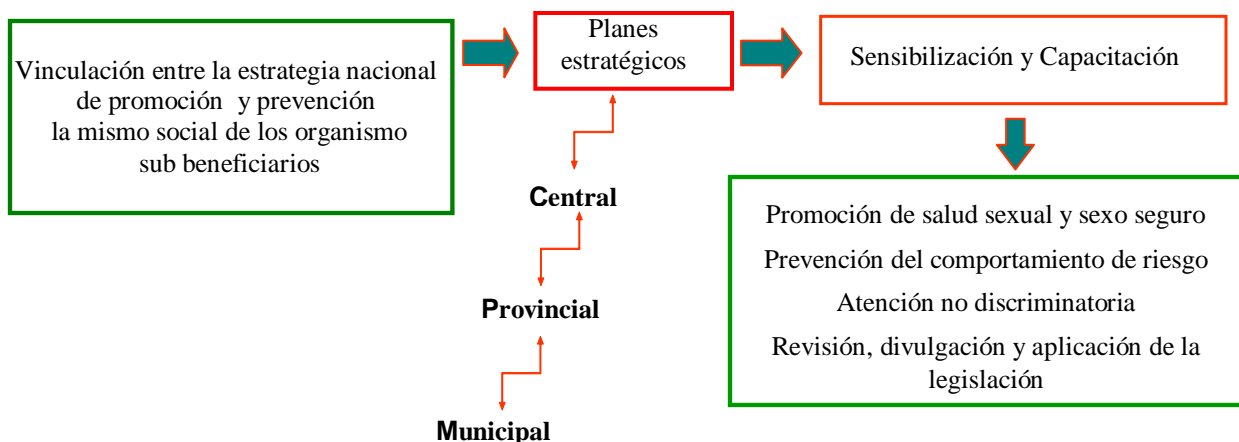 Vinculación entre la estrategia nacional
de promoción y prevención
la mismo social de los organismo
sub beneficiarios
Planes
estratégicos
Sensibilización y Capacitación
Central
Provincial
Municipal
Promoción de salud sexual y sexo seguro
Prevención del comportamiento de riesgo
Atención no discriminatoria
Revisión, divulgación y aplicación de la
legislación